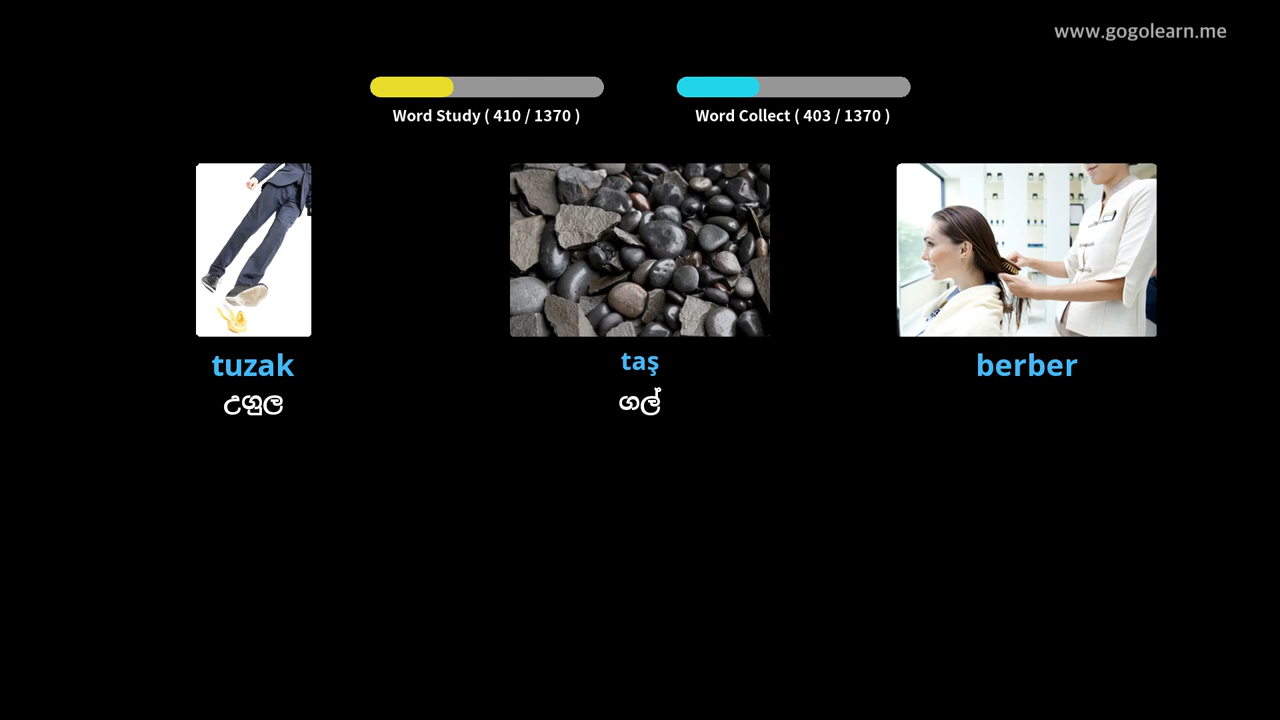 www.gogolearn.me
Word Study ( 410 / 1370 )
Word Collect ( 403 / 1370 )
tuzak
උගුල
taş
ගල්
berber